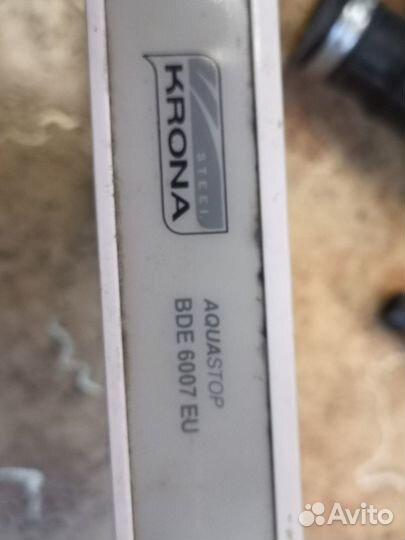 KRONA
STEEL
AQUASTOP
BDE 6007 EU
Avito